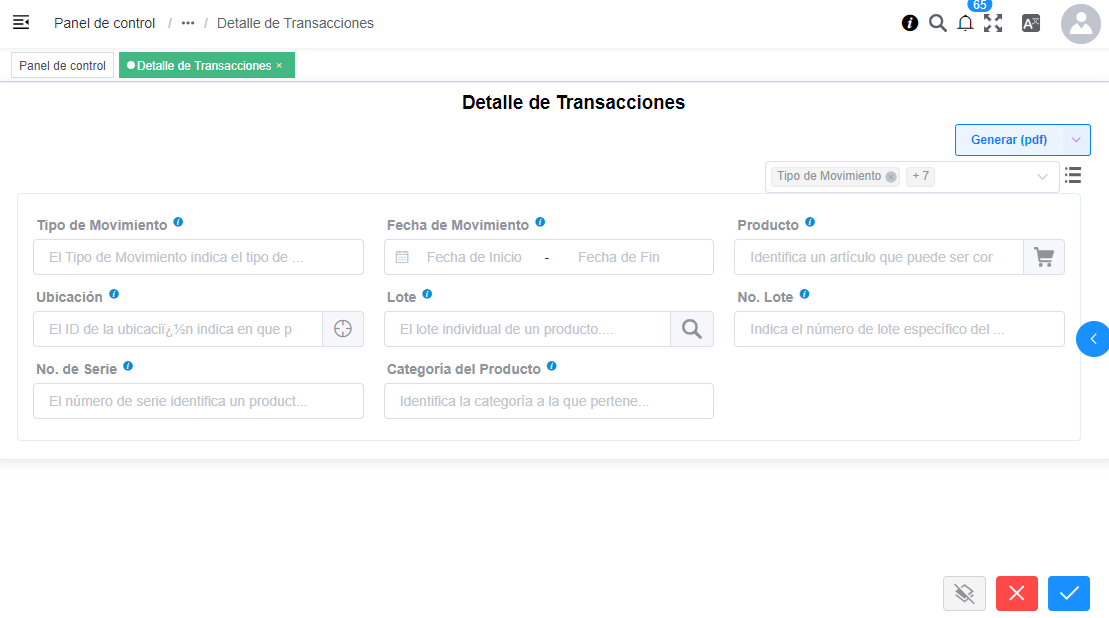 Panel de control / ••• / Detalle de Transacciones
65
Panel de control
Detalle de Transacciones ×
Detalle de Transacciones
Generar (pdf)
Tipo de Movimiento
+ 7
Tipo de Movimiento
Fecha de Movimiento
Producto
El Tipo de Movimiento indica el tipo de ...
Fecha de Inicio - Fecha de Fin
Identifica un artículo que puede ser cor
Ubicación
Lote
No. Lote
El ID de la ubicaciï¿½n indica en que p
El lote individual de un producto....
Indica el número de lote específico del ...
No. de Serie
Categoría del Producto
El número de serie identifica un product...
Identifica la categoría a la que pertene...